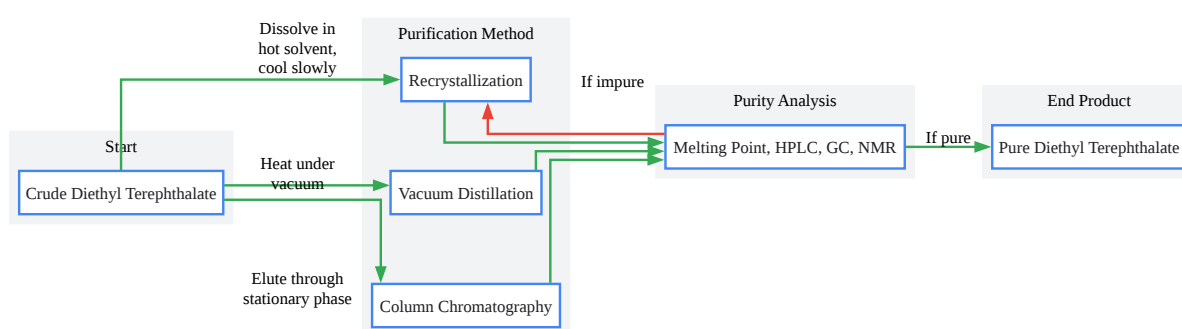 Dissolve in
hot solvent,
cool slowly
Purification Method
Recrystallization
If impure
Purity Analysis
End Product
Start
Heat under
vacuum
Melting Point, HPLC, GC, NMR
If pure
Pure Diethyl Terephthalate
Crude Diethyl Terephthalate
Vacuum Distillation
Elute through
stationary phase
Column Chromatography